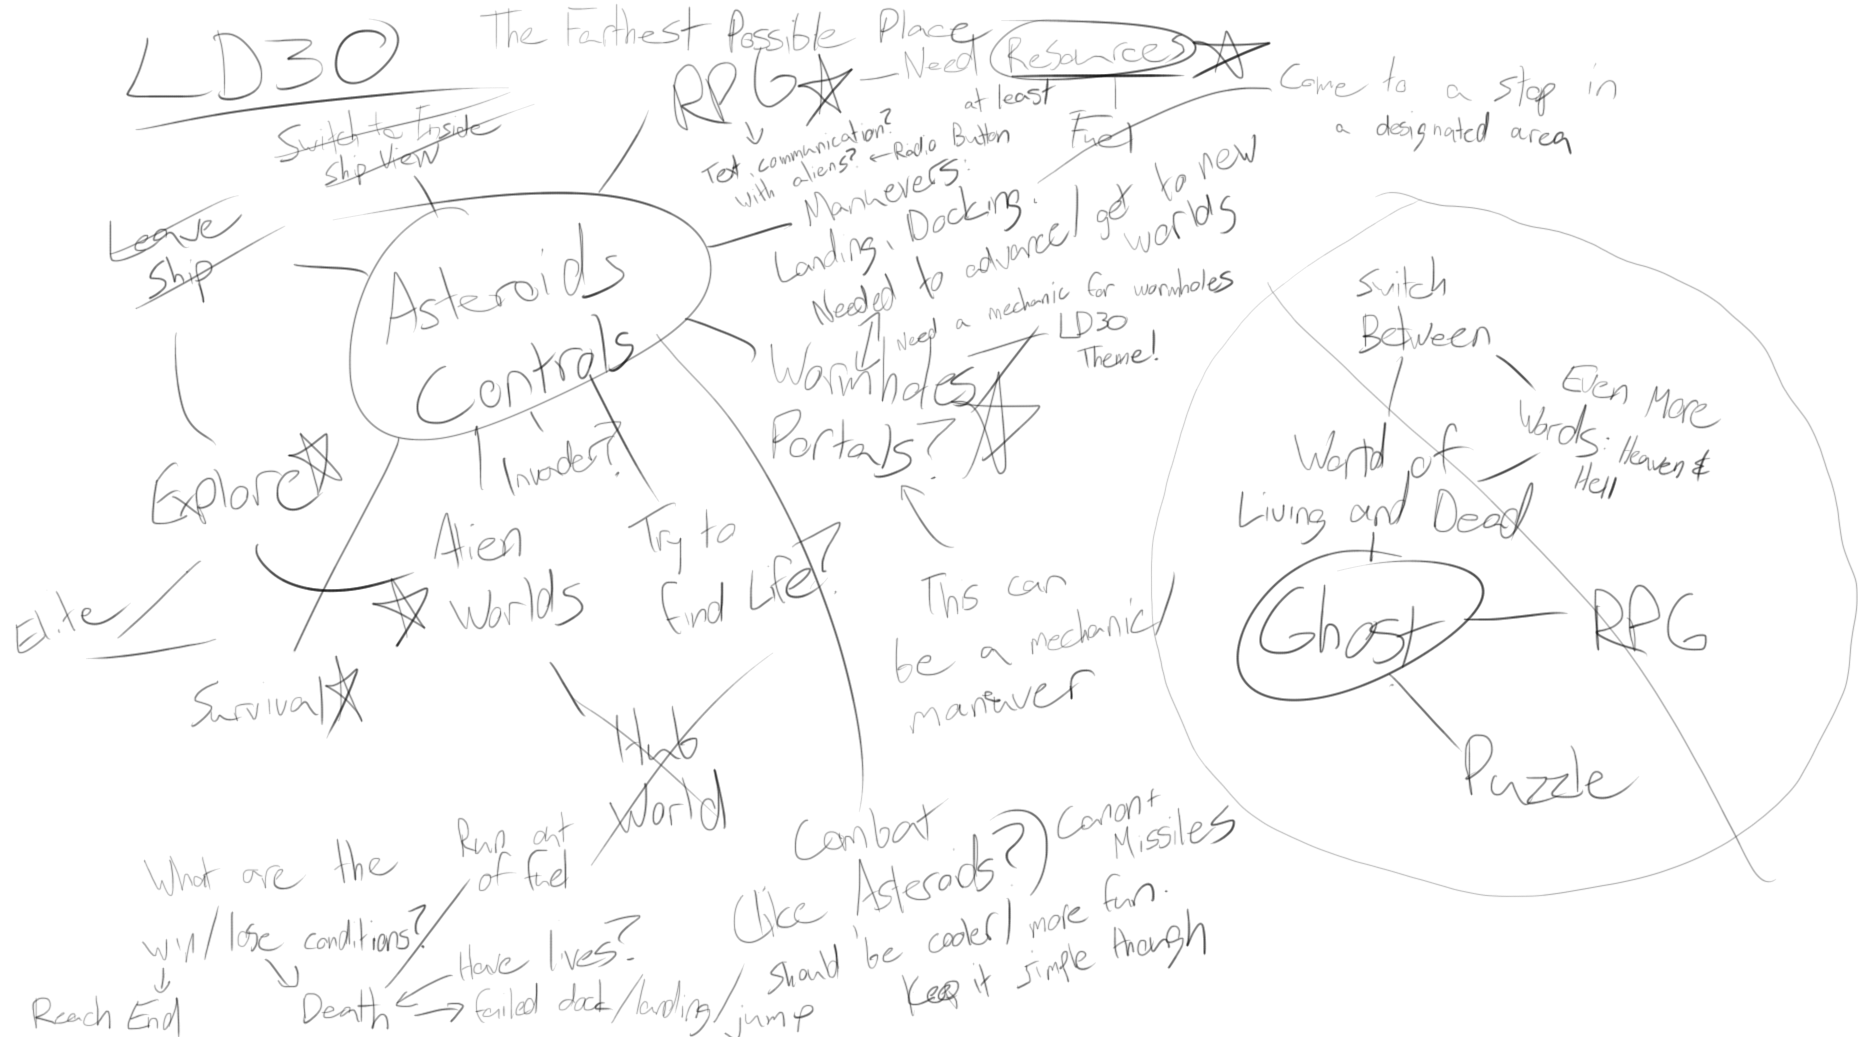 LD30
The Farthest Possible Place
RPG
Need Resources
at least
Fuel
Come to a stop in
a designated area
Switch to Inside
Ship View
Text communication?
with aliens? ← Radio Button
Leave
Ship
Asteroids
Controls
Manuevers:
Landing, Docking.
Needed to advance / get to new
worlds
Need a mechanic for wormholes
LD30
Theme!
Wormholes
Portals?
This can
be a mechanic/
maneuver
Explore
Elite
Survival
Invader?
Alien
Worlds
Try to
find Life?
Hub
World
What are the
win/lose conditions?
Reach End
Death
Run out
of fuel
Have lives?
failed dock/landing/
jump
Combat
(like Asteroids?)
Canon +
Missiles
should be cooler/more fun.
Keep it simple though
Switch
Between
Even More
Worlds: Heaven &
Hell
World of
Living and Dead
Ghost
RPG
Puzzle